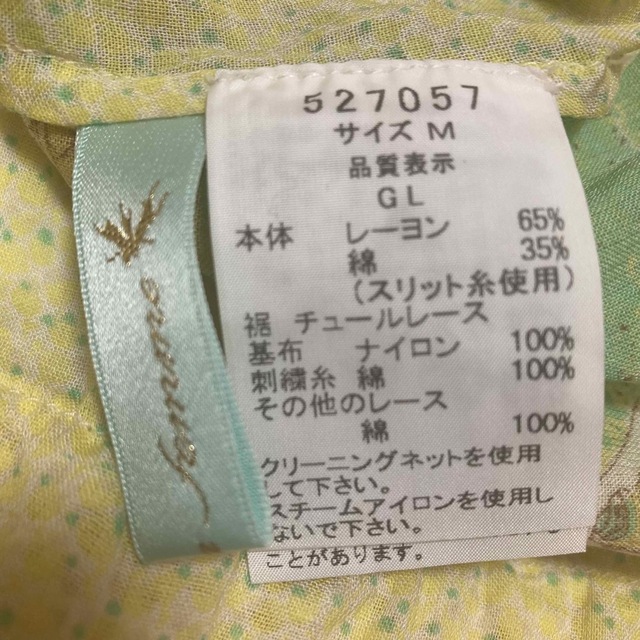 527057
サイズ M
品質表示
GL
本体 レーヨン 65%
綿 35%
(スリット糸使用)
裾 チュールレース
基布 ナイロン 100%
刺繍糸 綿 100%
その他のレース
綿 100%
クリーニングネットを使用
して下さい。
スチームアイロンを使用し
ないで下さい。
ことがあります。